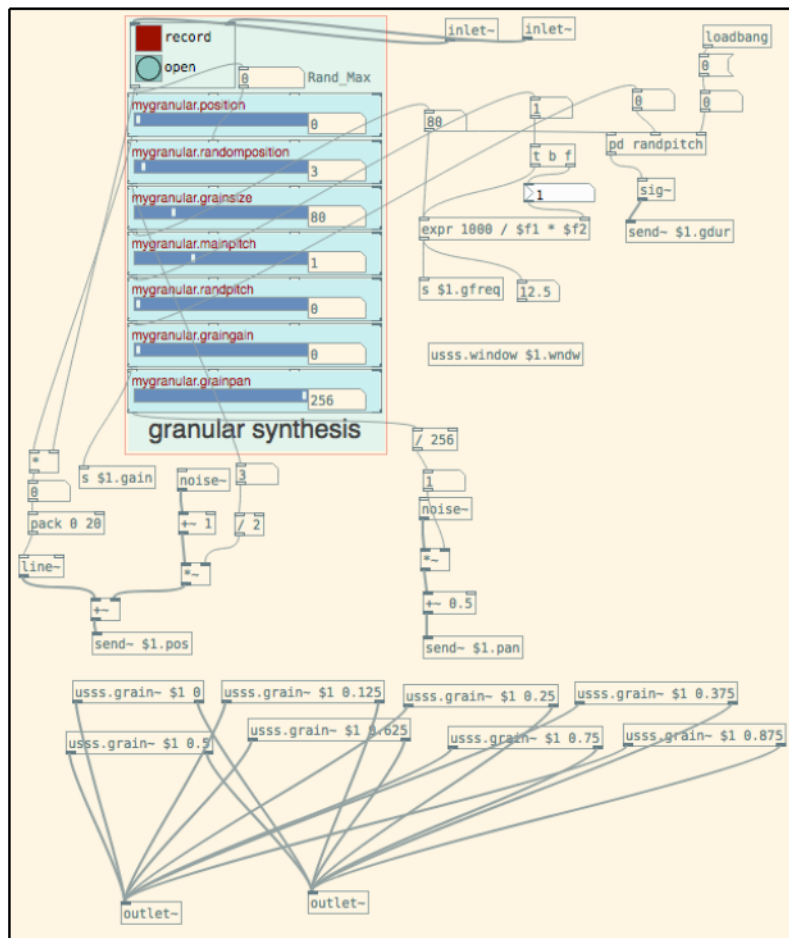 record
open
0
Rand_Max
inlet~
inlet~
loadbang
0
0
mygranular.position
0
mygranular.randomposition
3
mygranular.grainsize
80
mygranular.mainpitch
1
mygranular.randpitch
0
mygranular.graingain
0
mygranular.grainpan
256
granular synthesis
80
1
0
pd randpitch
t b f
1
sig~
send~ $1.gdur
expr 1000 / $f1 * $f2
s $1.gfreq
12.5
usss.window $1.wndw
*
0
pack 0 20
line~
s $1.gain
noise~
+~ 1
*~
3
/ 2
+~
send~ $1.pos
/ 256
1
noise~
*~
+~ 0.5
send~ $1.pan
usss.grain~ $1 0
usss.grain~ $1 0.125
usss.grain~ $1 0.25
usss.grain~ $1 0.375
usss.grain~ $1 0.5
usss.grain~ $1 0.625
usss.grain~ $1 0.75
usss.grain~ $1 0.875
outlet~
outlet~